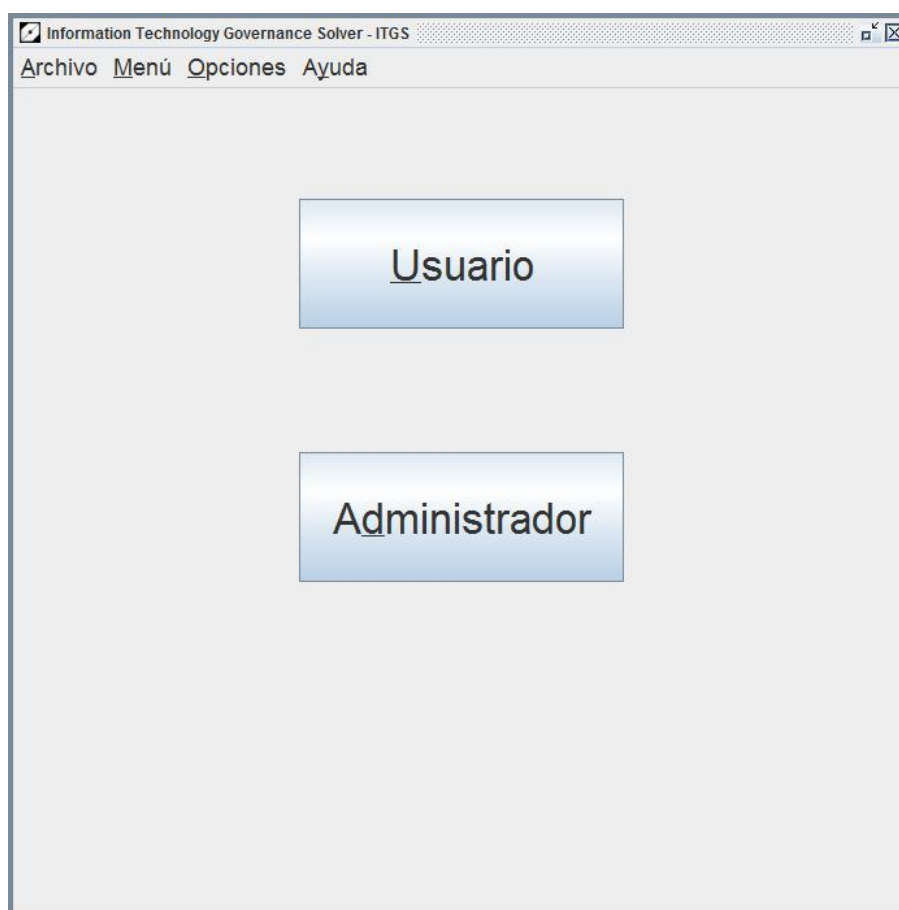 Information Technology Governance Solver - ITGS
Archivo Menú Opciones Ayuda
Usuario
Administrador